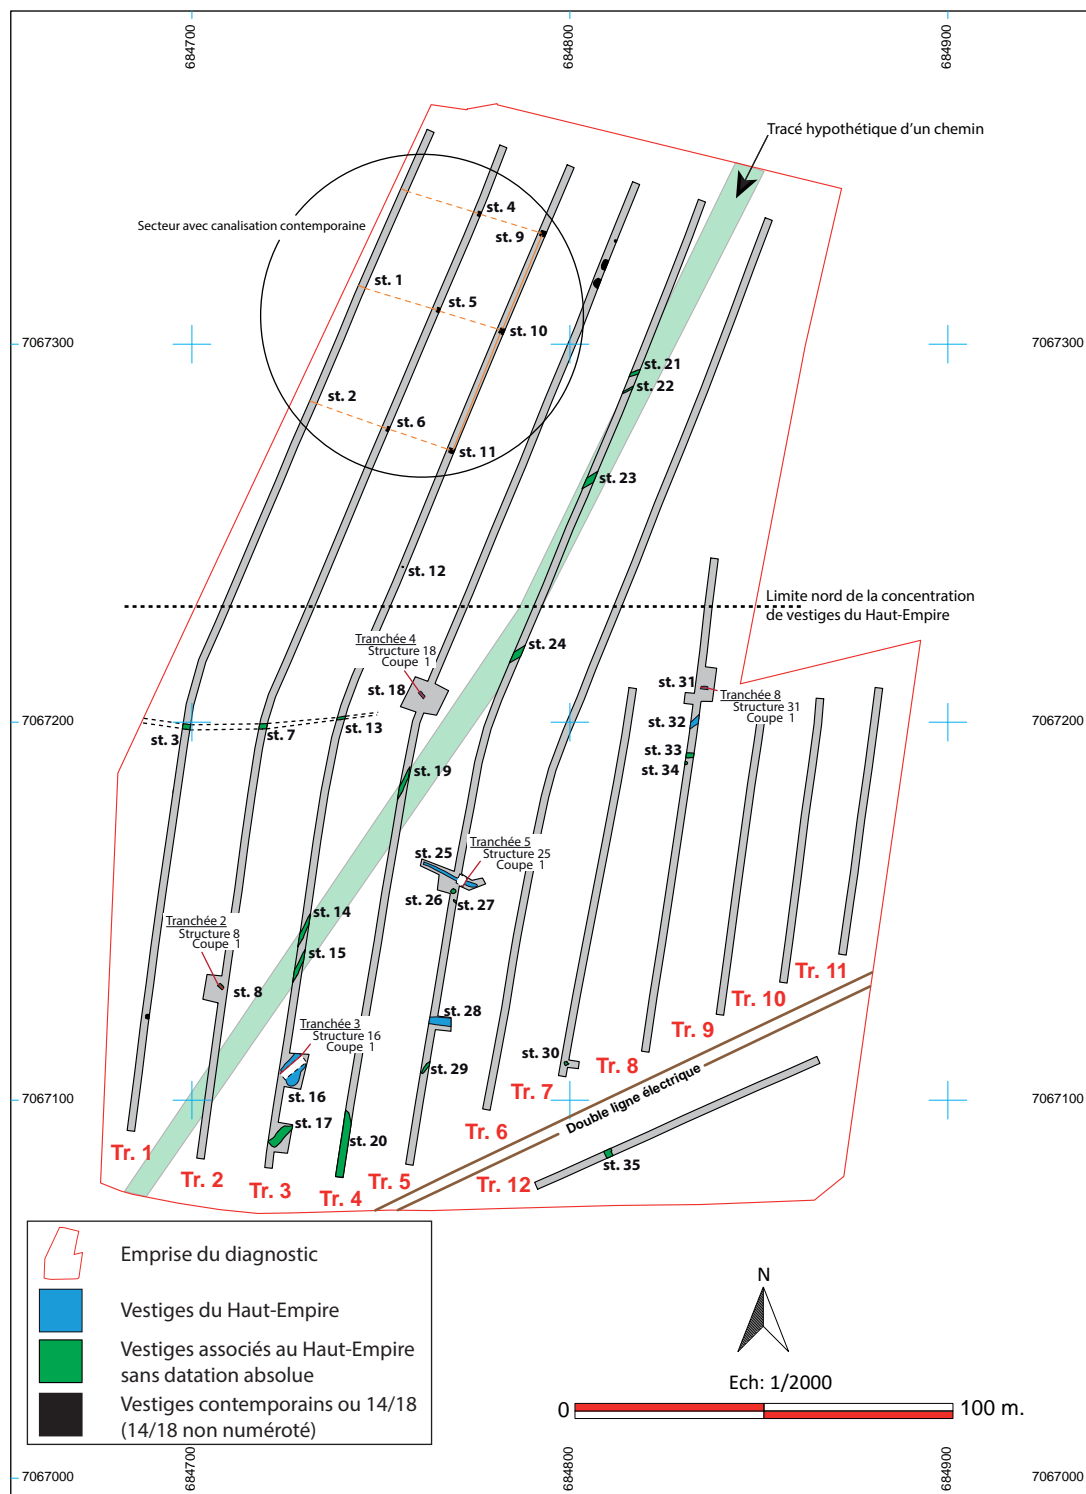 684700
684800
684900
Tracé hypothétique d'un chemin
Secteur avec canalisation contemporaine
st. 4
st. 9
st. 1
st. 5
st. 10
7067300
7067300
st. 21
st. 22
st. 2
st. 6
st. 11
st. 23
st. 12
Limite nord de la concentration
de vestiges du Haut-Empire
Tranchée 4
Structure 18
Coupe 1
st. 24
st. 18
st. 31
Tranchée 8
Structure 31
Coupe 1
7067200
7067200
st. 3
st. 7
st. 13
st. 32
st. 33
st. 34
st. 19
st. 25
Tranchée 5
Structure 25
Coupe 1
st. 26
st. 27
Tranchée 2
Structure 8
Coupe 1
st. 14
st. 15
st. 8
Tr. 11
Tr. 10
Tr. 9
Tranchée 3
Structure 16
Coupe 1
st. 28
st. 16
st. 29
st. 30
Tr. 8
Tr. 7
Double ligne électrique
7067100
7067100
st. 17
st. 20
Tr. 6
st. 35
Tr. 1
Tr. 2
Tr. 3
Tr. 4
Tr. 5
Tr. 12
Emprise du diagnostic
Vestiges du Haut-Empire
Vestiges associés au Haut-Empire
sans datation absolue
Vestiges contemporains ou 14/18
(14/18 non numéroté)
N
Ech: 1/2000
0
100 m.
7067000
7067000
684700
684800
684900